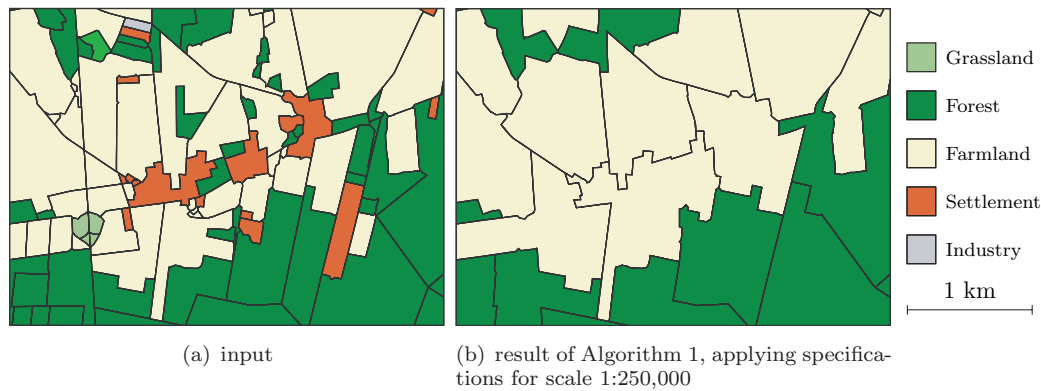 Grassland
Forest
Farmland
Settlement
Industry
1 km
(a) input
(b) result of Algorithm 1, applying specifica-
tions for scale 1:250,000